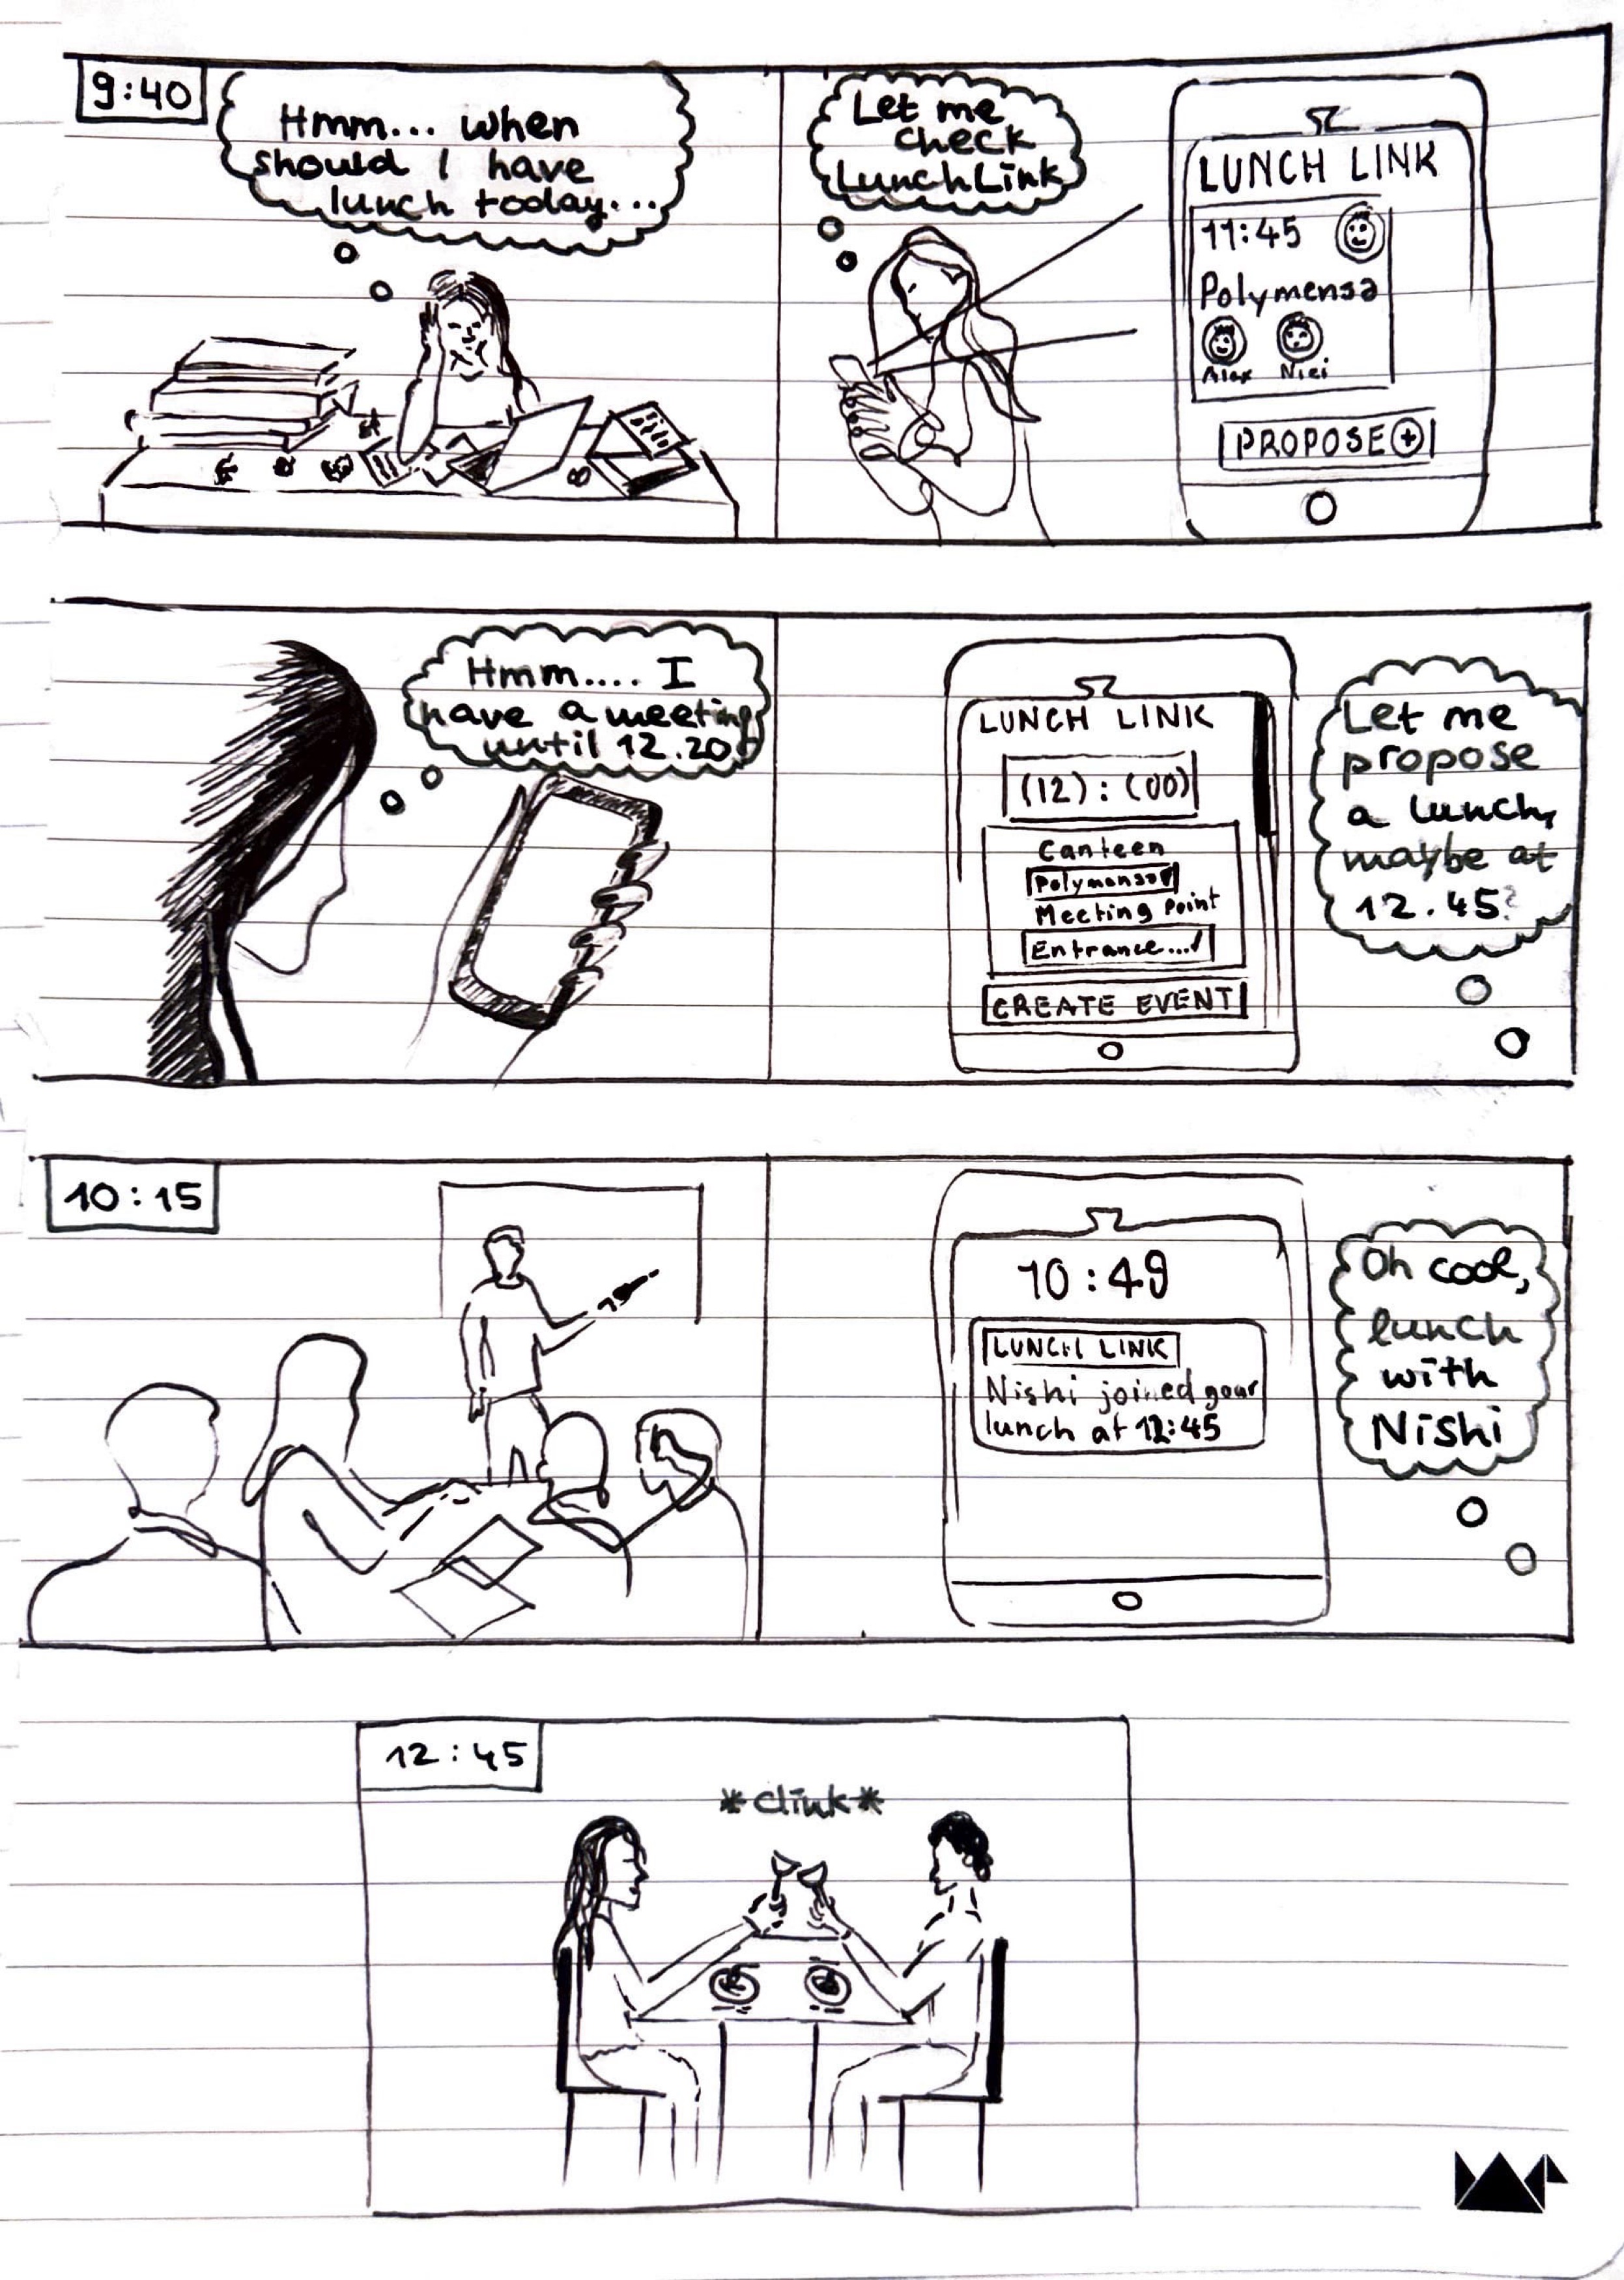 9:40
Hmm... when
should I have
lunch today...
Let me
check
LunchLink
LUNCH LINK
11:45
Polymensa
Alex Nici
PROPOSE +
Hmm.... I
have a meeting
until 12.20
LUNCH LINK
(12) : (00)
Canteen
Polymensa
Meeting Point
Entrance...✓
CREATE EVENT
Let me
propose
a lunch,
maybe at
12.45?
10:15
10:49
LUNCH LINK
Nishi joined your
lunch at 12:45
Oh cool,
lunch
with
Nishi
12:45
*clink*